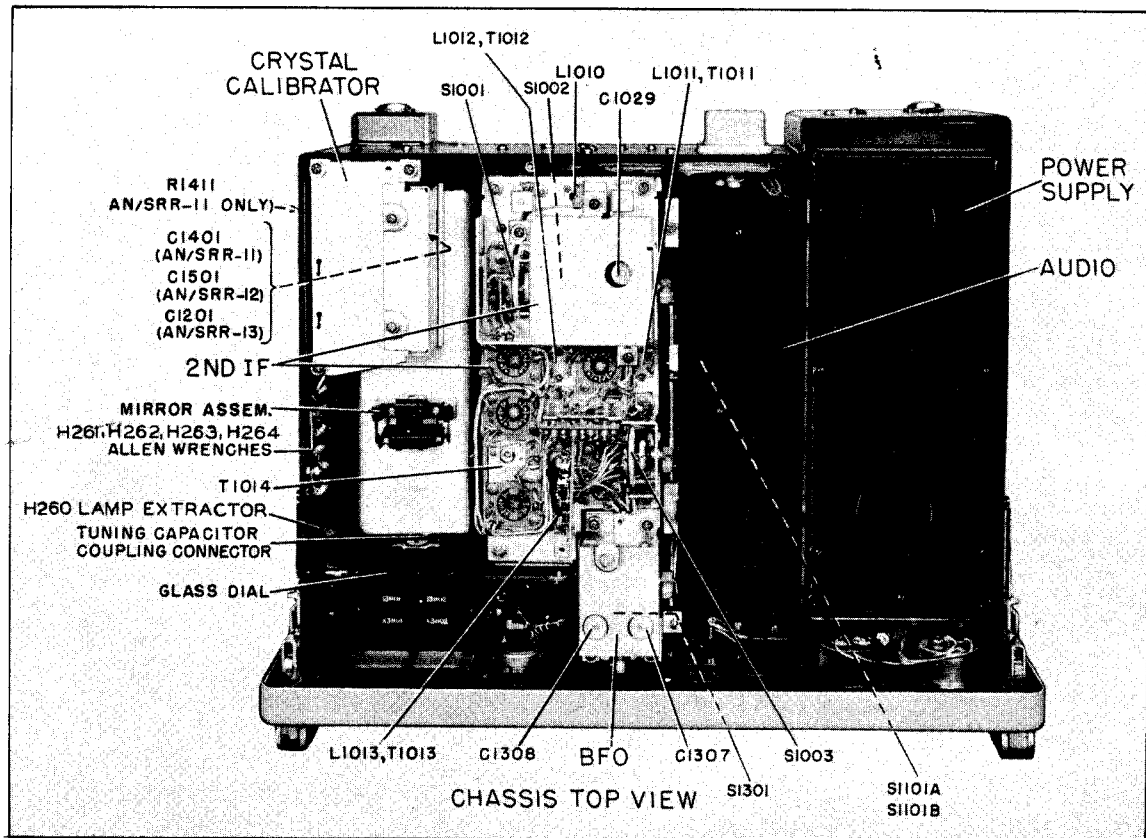 L1012,T1012
CRYSTAL
CALIBRATOR
S1001
S1002
L1010
C1029
L1011,T1011
R1411
AN/SRR-11 ONLY)
C1401
(AN/SRR-11)
C1501
(AN/SRR-12)
C1201
(AN/SRR-13)
POWER
SUPPLY
AUDIO
2ND IF
MIRROR ASSEM.
H261,H262,H263,H264
ALLEN WRENCHES
T1014
H260 LAMP EXTRACTOR
TUNING CAPACITOR
COUPLING CONNECTOR
GLASS DIAL
L1013,T1013
C1308
BFO
C1307
S1003
S1301
S1101A
S1101B
CHASSIS TOP VIEW